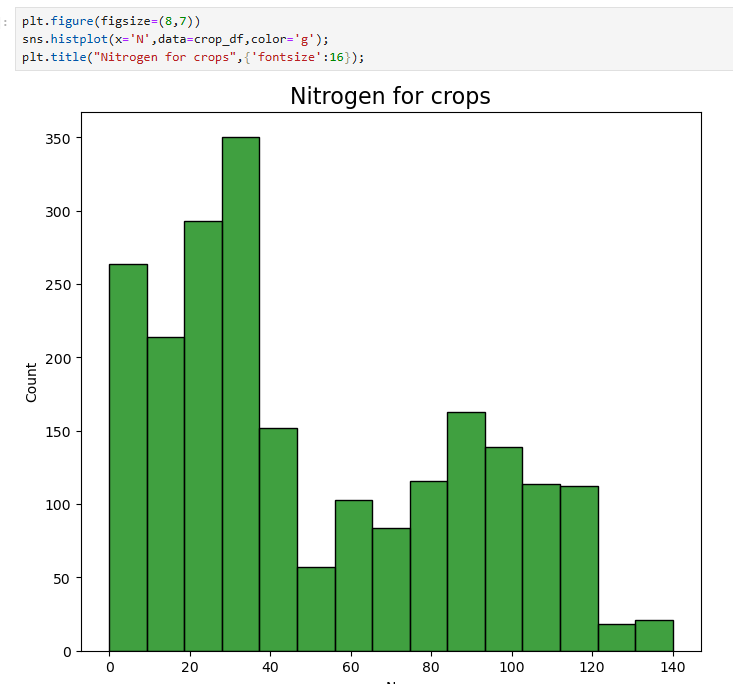 :
plt.figure(figsize=(8,7))
sns.histplot(x='N',data=crop_df,color='g');
plt.title("Nitrogen for crops",{'fontsize':16});
Nitrogen for crops
350
300
250
200
150
100
50
0
Count
0 20 40 60 80 100 120 140